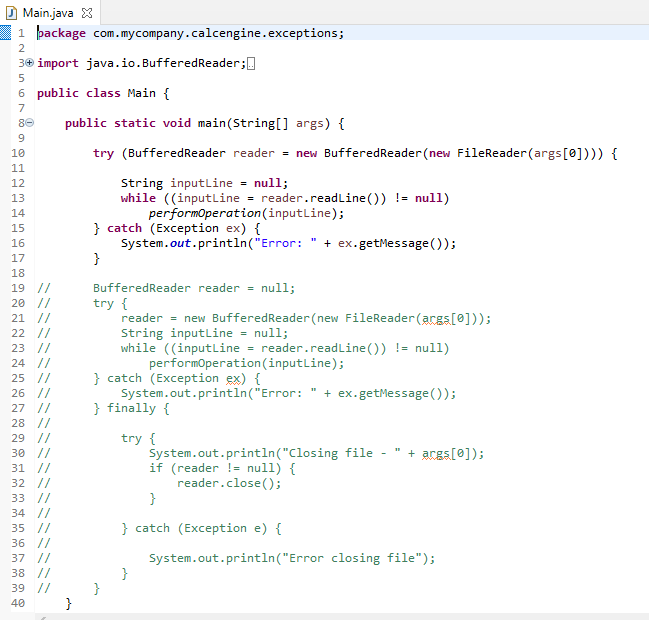 Main.java
1 package com.mycompany.calcengine.exceptions;
2
3 import java.io.BufferedReader;
5
6 public class Main {
7
8     public static void main(String[] args) {
9
10         try (BufferedReader reader = new BufferedReader(new FileReader(args[0]))) {
11
12             String inputLine = null;
13             while ((inputLine = reader.readLine()) != null)
14                 performOperation(inputLine);
15         } catch (Exception ex) {
16             System.out.println("Error: " + ex.getMessage());
17         }
18
19 //      BufferedReader reader = null;
20 //      try {
21 //          reader = new BufferedReader(new FileReader(args[0]));
22 //          String inputLine = null;
23 //          while ((inputLine = reader.readLine()) != null)
24 //              performOperation(inputLine);
25 //      } catch (Exception ex) {
26 //          System.out.println("Error: " + ex.getMessage());
27 //      } finally {
28 //
29 //          try {
30 //              System.out.println("Closing file - " + args[0]);
31 //              if (reader != null) {
32 //                  reader.close();
33 //              }
34 //
35 //          } catch (Exception e) {
36 //
37 //              System.out.println("Error closing file");
38 //          }
39 //      }
40     }